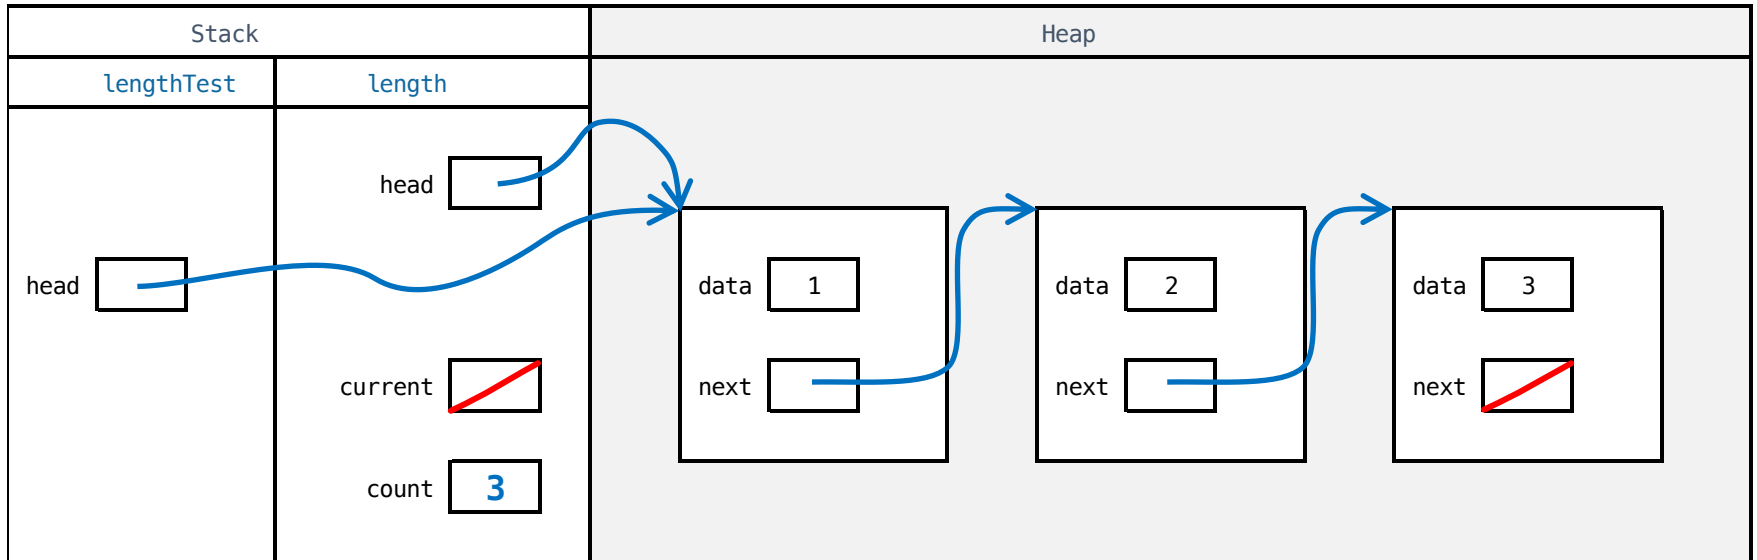 Stack Heap
lengthTest length
head
head
data 1 data 2 data 3
current next next next
count 3